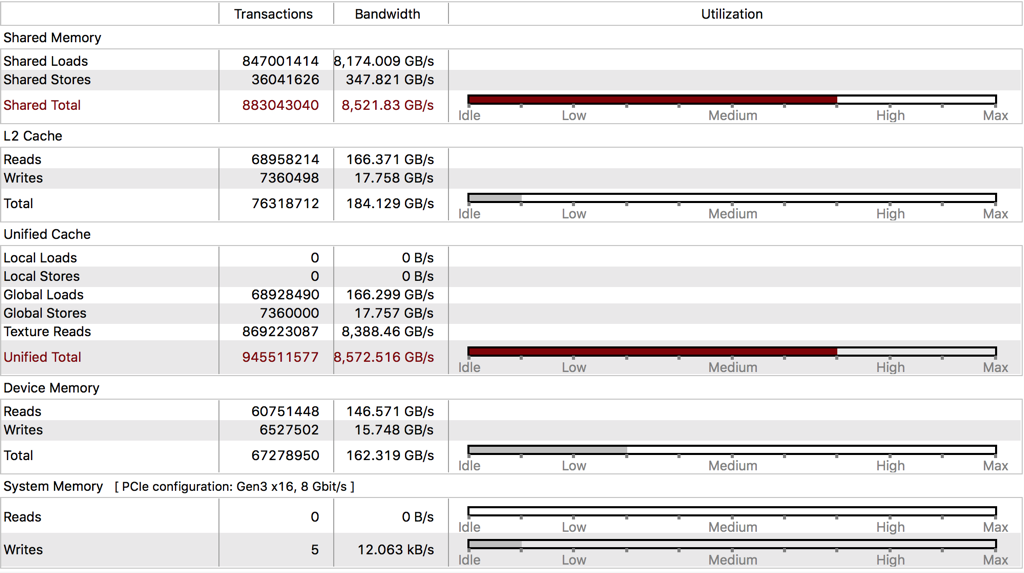 Transactions Bandwidth Utilization
Shared Memory
Shared Loads 847001414 8,174.009 GB/s
Shared Stores 36041626 347.821 GB/s
Shared Total 883043040 8,521.83 GB/s
Idle Low Medium High Max
L2 Cache
Reads 68958214 166.371 GB/s
Writes 7360498 17.758 GB/s
Total 76318712 184.129 GB/s
Idle Low Medium High Max
Unified Cache
Local Loads 0 0 B/s
Local Stores 0 0 B/s
Global Loads 68928490 166.299 GB/s
Global Stores 7360000 17.757 GB/s
Texture Reads 869223087 8,388.46 GB/s
Unified Total 945511577 8,572.516 GB/s
Idle Low Medium High Max
Device Memory
Reads 60751448 146.571 GB/s
Writes 6527502 15.748 GB/s
Total 67278950 162.319 GB/s
Idle Low Medium High Max
System Memory [ PCIe configuration: Gen3 x16, 8 Gbit/s ]
Reads 0 0 B/s
Idle Low Medium High Max
Writes 5 12.063 kB/s
Idle Low Medium High Max